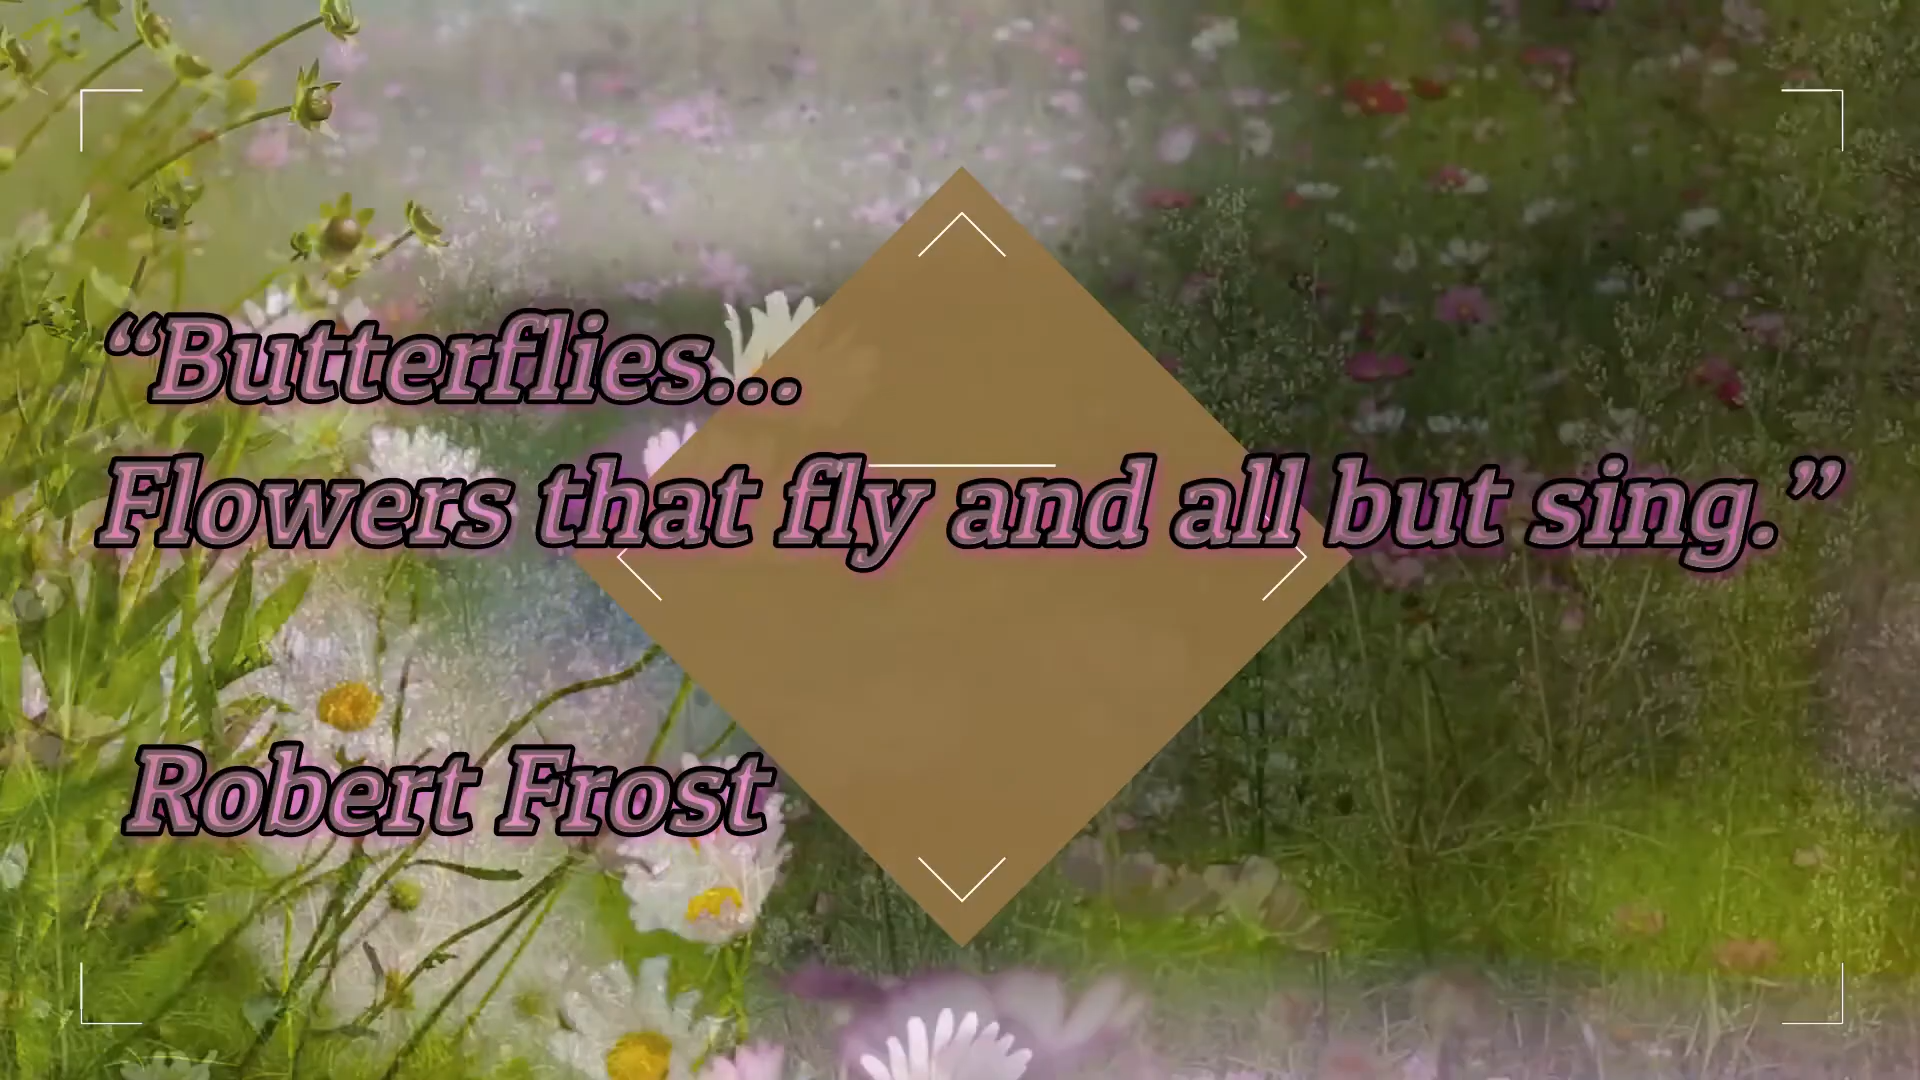 “Butterflies...
Flowers that fly and all but sing.”
Robert Frost